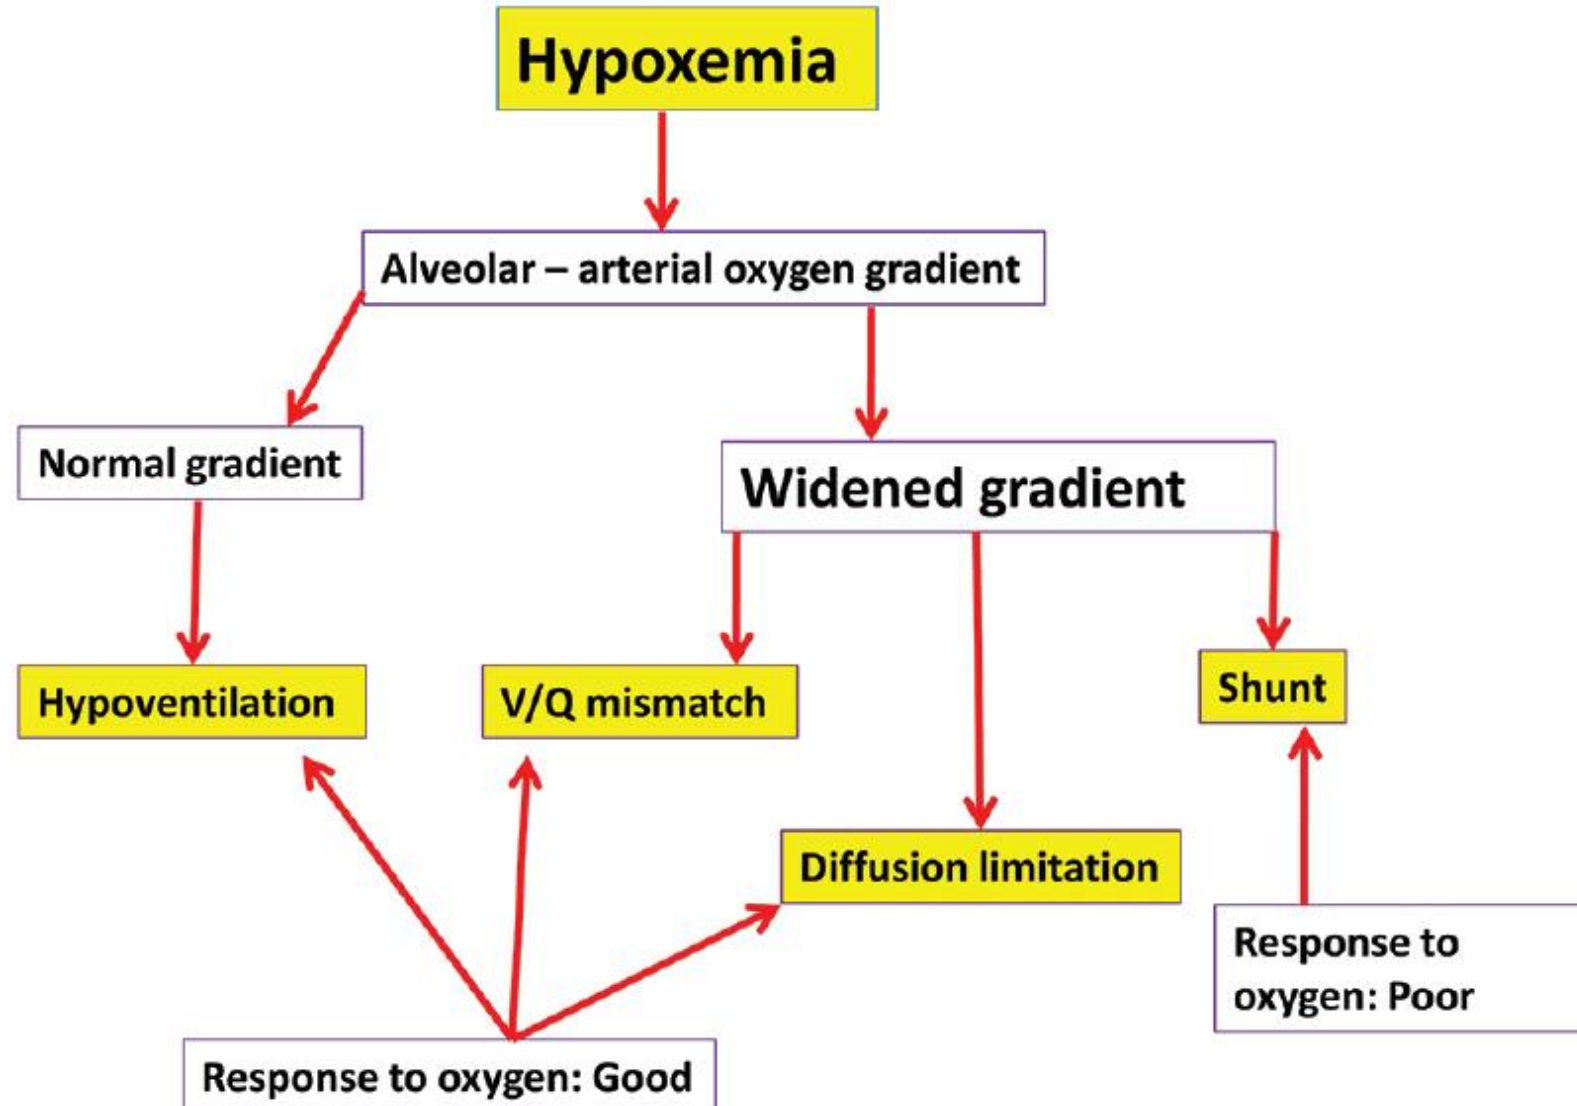 Hypoxemia
Alveolar – arterial oxygen gradient
Normal gradient
Widened gradient
Hypoventilation
V/Q mismatch
Shunt
Diffusion limitation
Response to
oxygen: Poor
Response to oxygen: Good